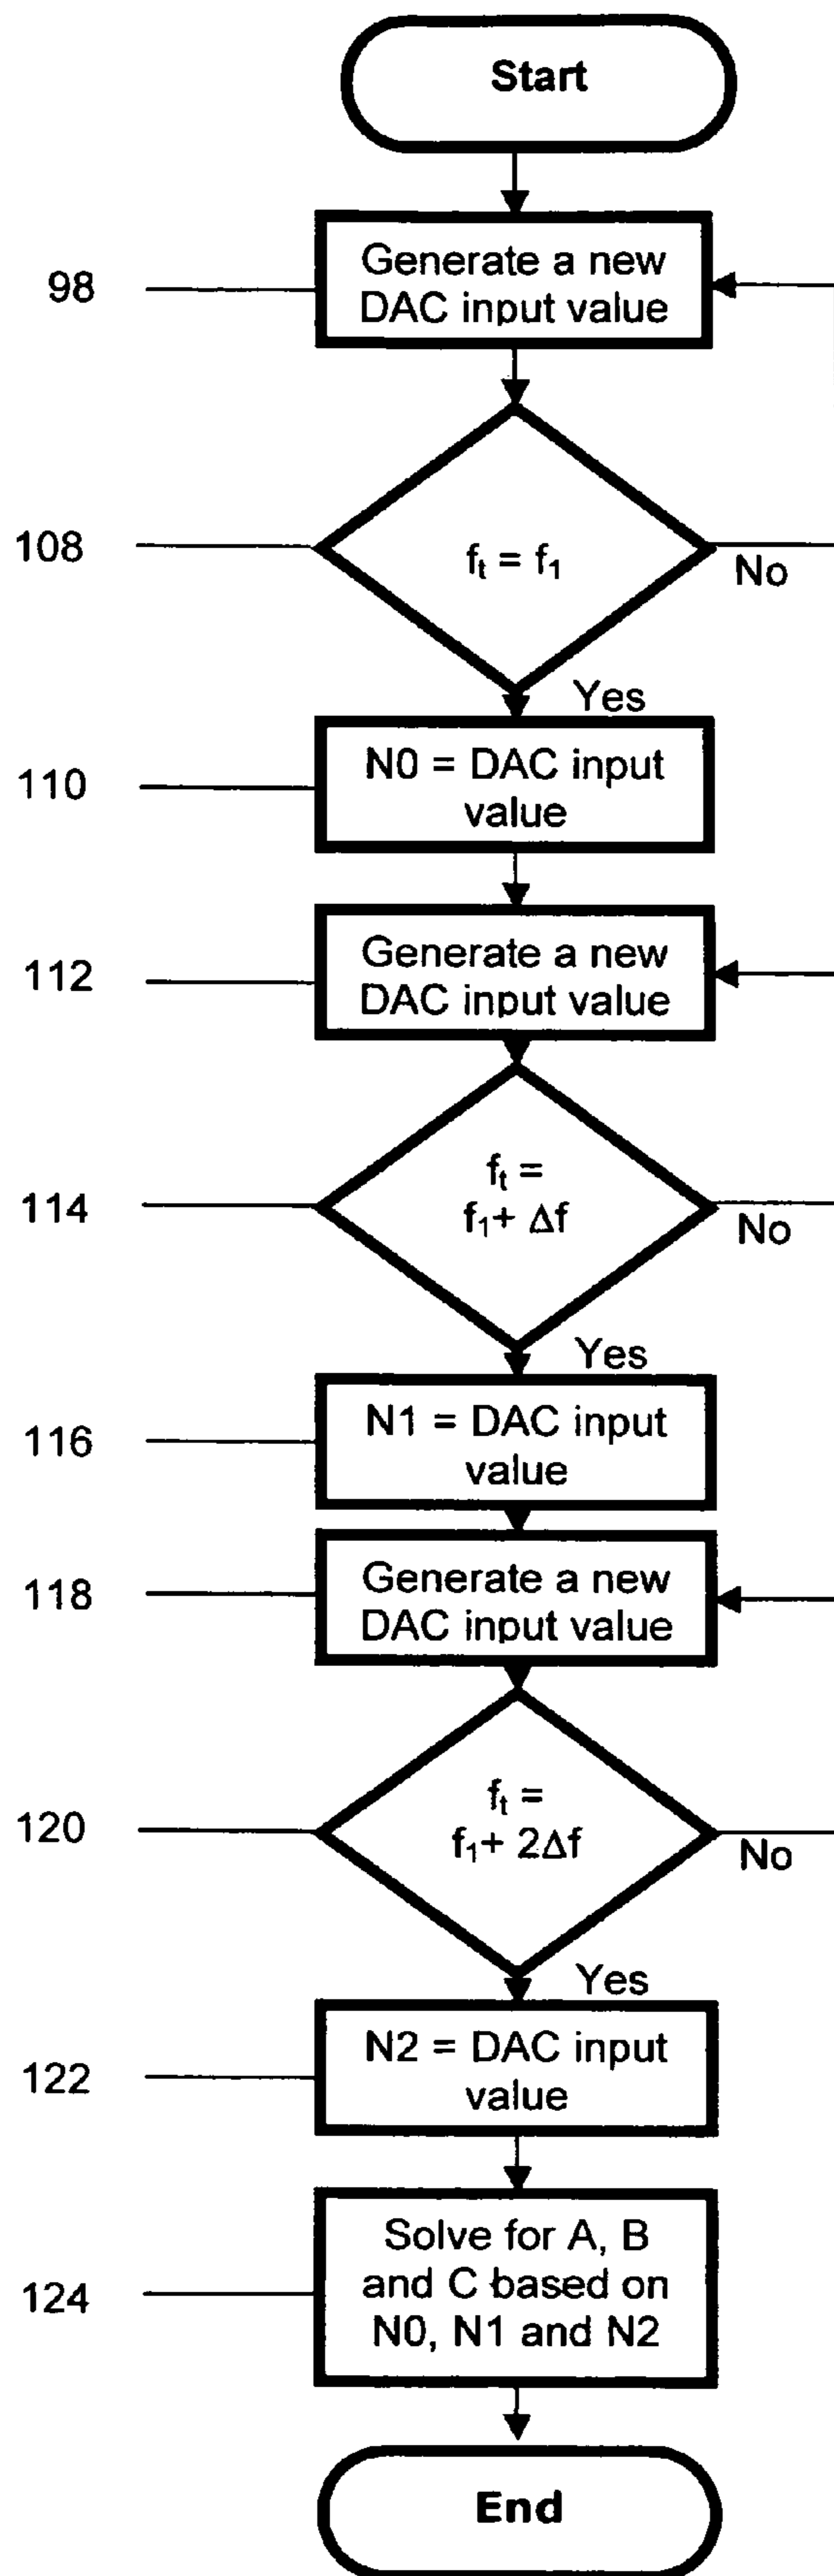 Start
98
Generate a new
DAC input value
108
fₜ = f₁
No
Yes
110
N0 = DAC input
value
112
Generate a new
DAC input value
114
fₜ =
f₁+ Δf
No
Yes
116
N1 = DAC input
value
118
Generate a new
DAC input value
120
fₜ =
f₁+ 2Δf
No
Yes
122
N2 = DAC input
value
124
Solve for A, B
and C based on
N0, N1 and N2
End